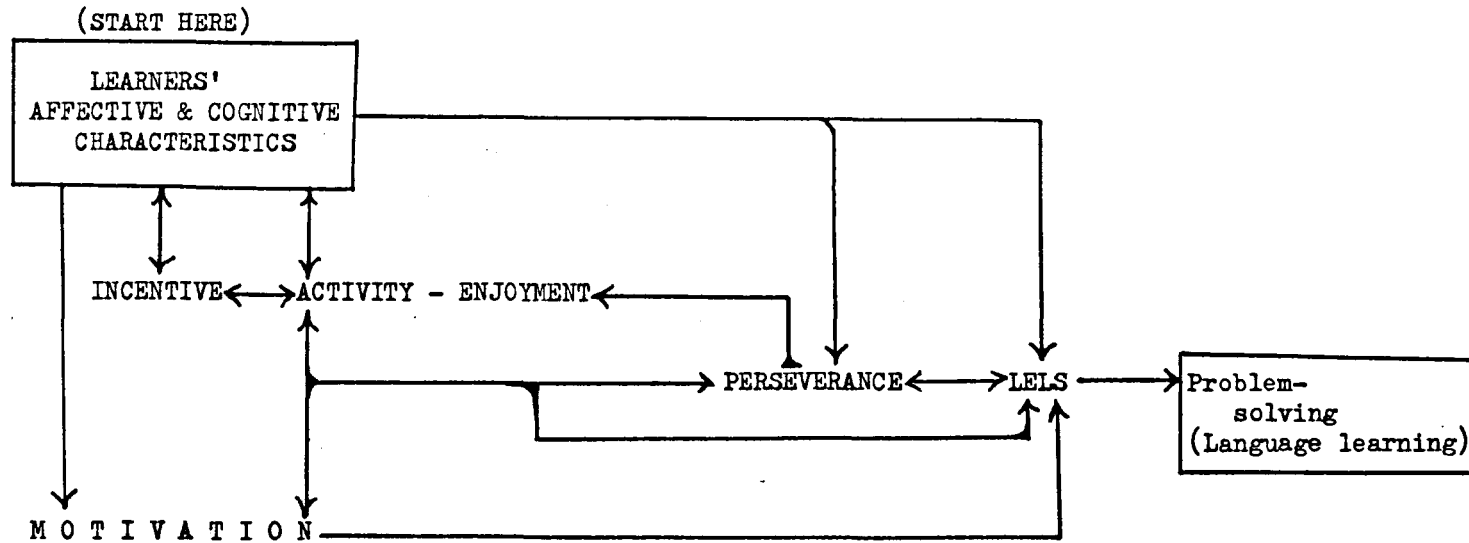 (START HERE)
LEARNERS'
AFFECTIVE & COGNITIVE
CHARACTERISTICS
INCENTIVE
ACTIVITY - ENJOYMENT
PERSEVERANCE
LELS
Problem-
solving
(Language learning)
M O T I V A T I O N